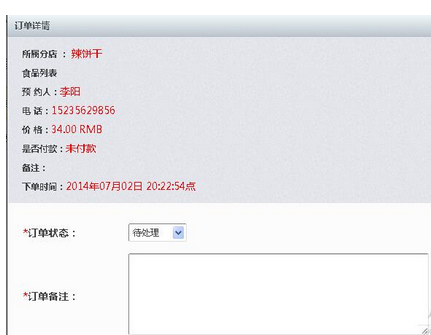 订单详情
所属分店 ： 辣饼干
食品列表
预 约人：李阳
电 话：15235629856
价 格：34.00 RMB
是否付款：未付款
备注：
下单时间：2014年07月02日 20:22:54点
*订单状态： 待处理
*订单备注：